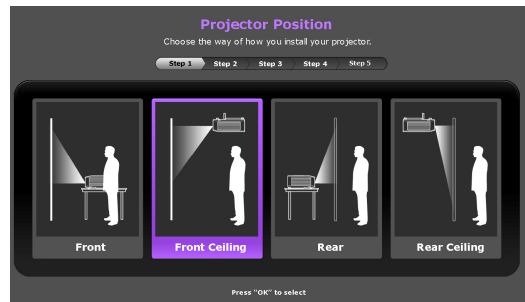 Projector Position
Choose the way of how you install your projector.
Step 1 Step 2 Step 3 Step 4 Step 5
Front Front Ceiling Rear Rear Ceiling
Press "OK" to select